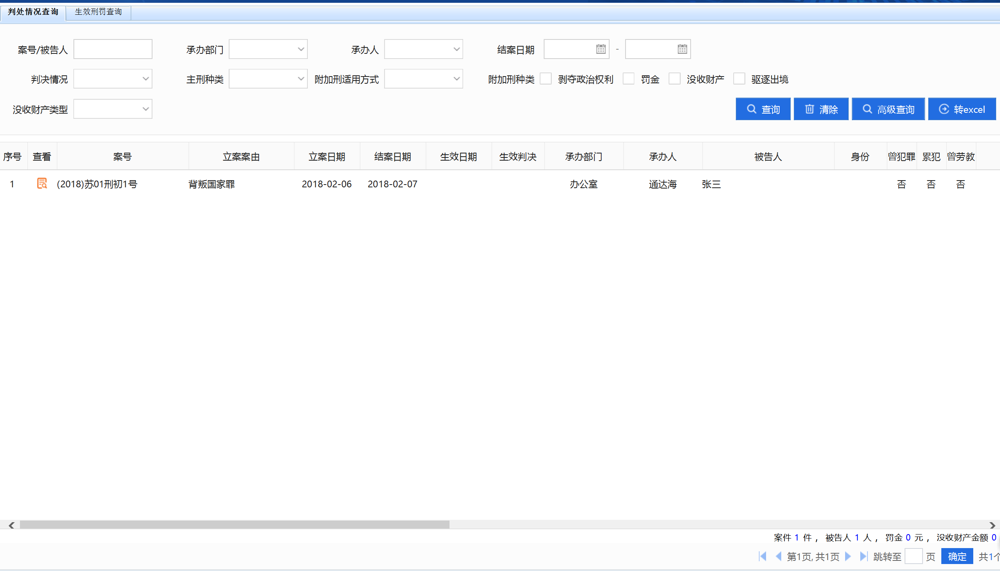 判处情况查询 生效刑罚查询
案号/被告人 承办部门 承办人 结案日期 -
判决情况 主刑种类 附加刑适用方式 附加刑种类 剥夺政治权利 罚金 没收财产 驱逐出境
没收财产类型 查询 清除 高级查询 转excel
序号 查看 案号 立案案由 立案日期 结案日期 生效日期 生效判决 承办部门 承办人 被告人 身份 曾犯罪 累犯 曾劳教
1 (2018)苏01刑初1号 背叛国家罪 2018-02-06 2018-02-07 办公室 通达海 张三 否 否 否
案件 1 件 ， 被告人 1 人 ， 罚金 0 元 ， 没收财产金额 0
第1页, 共1页 跳转至 页 确定 共1个